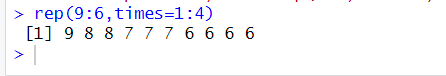 > rep(9:6,times=1:4)
[1] 9 8 8 7 7 7 6 6 6 6
>